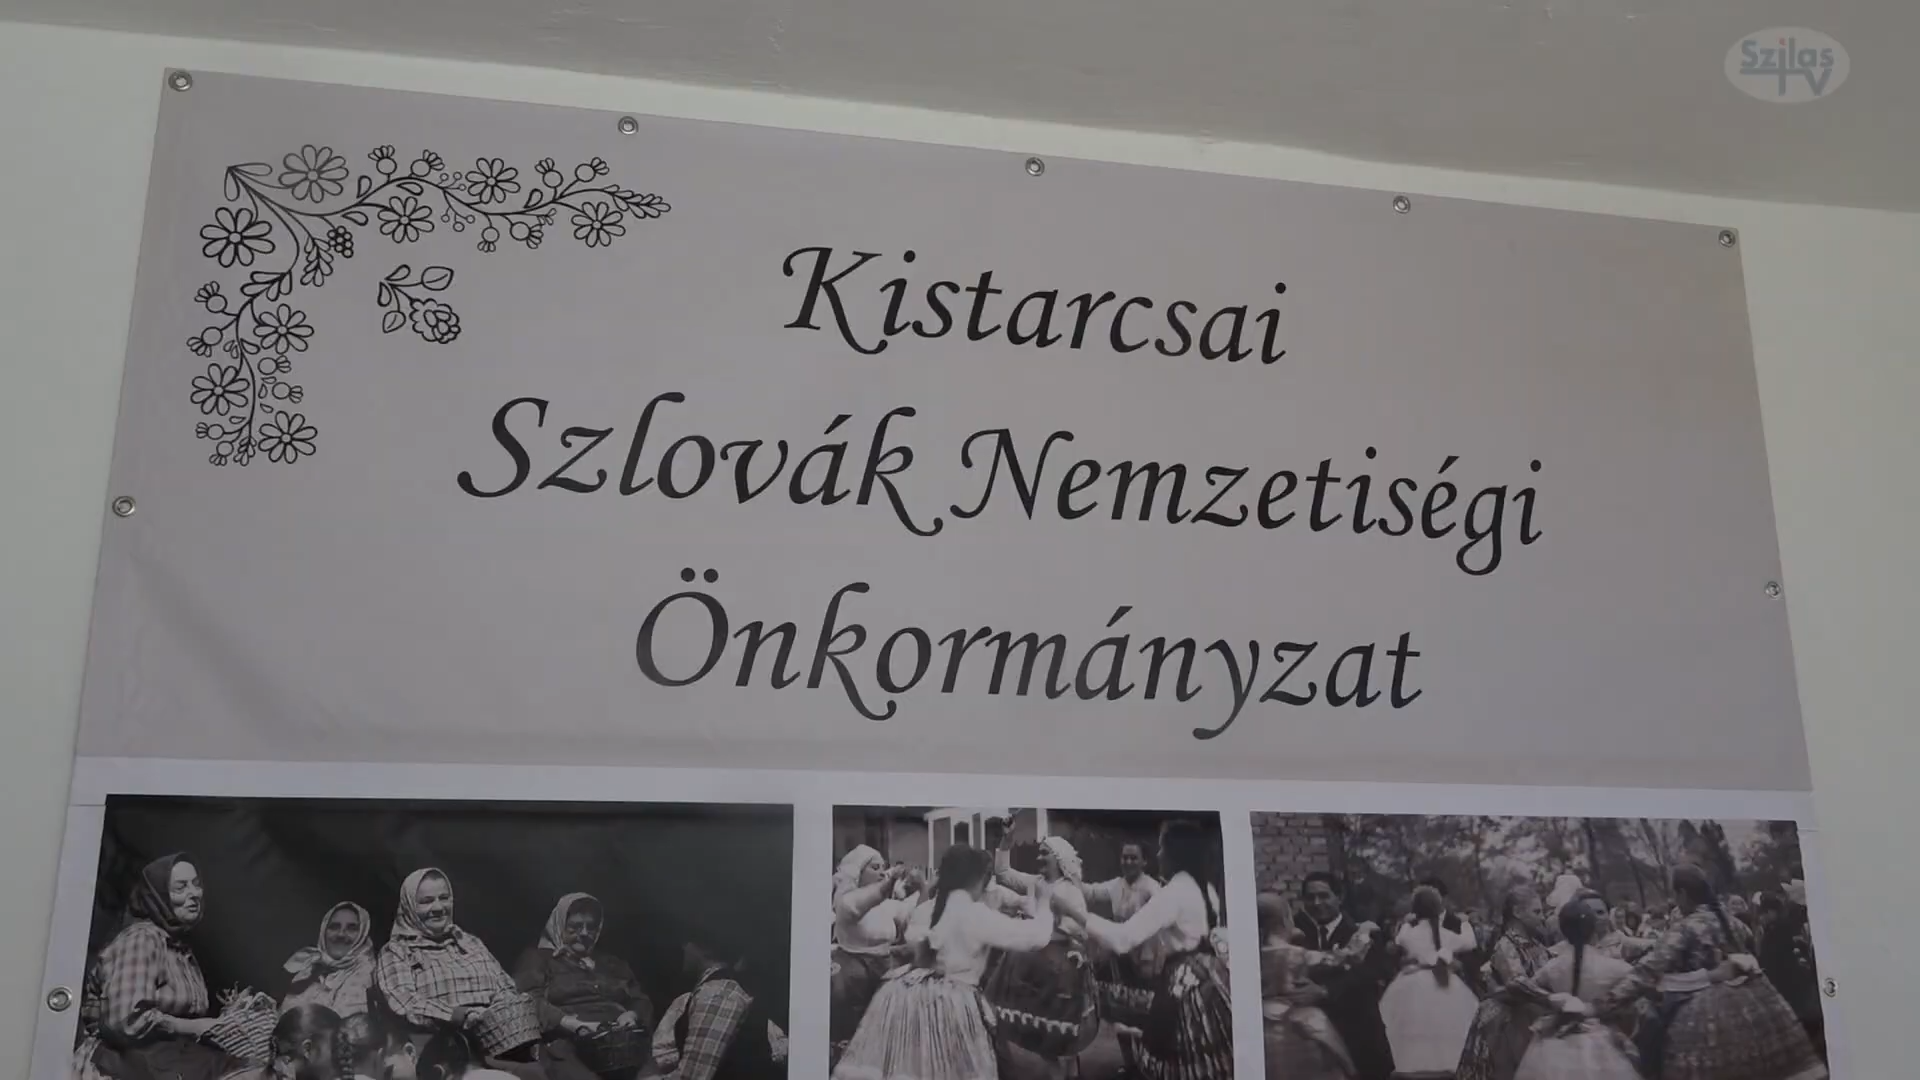 Szilas
TV
Kistarcsai
Szlovák Nemzetiségi
Önkormányzat